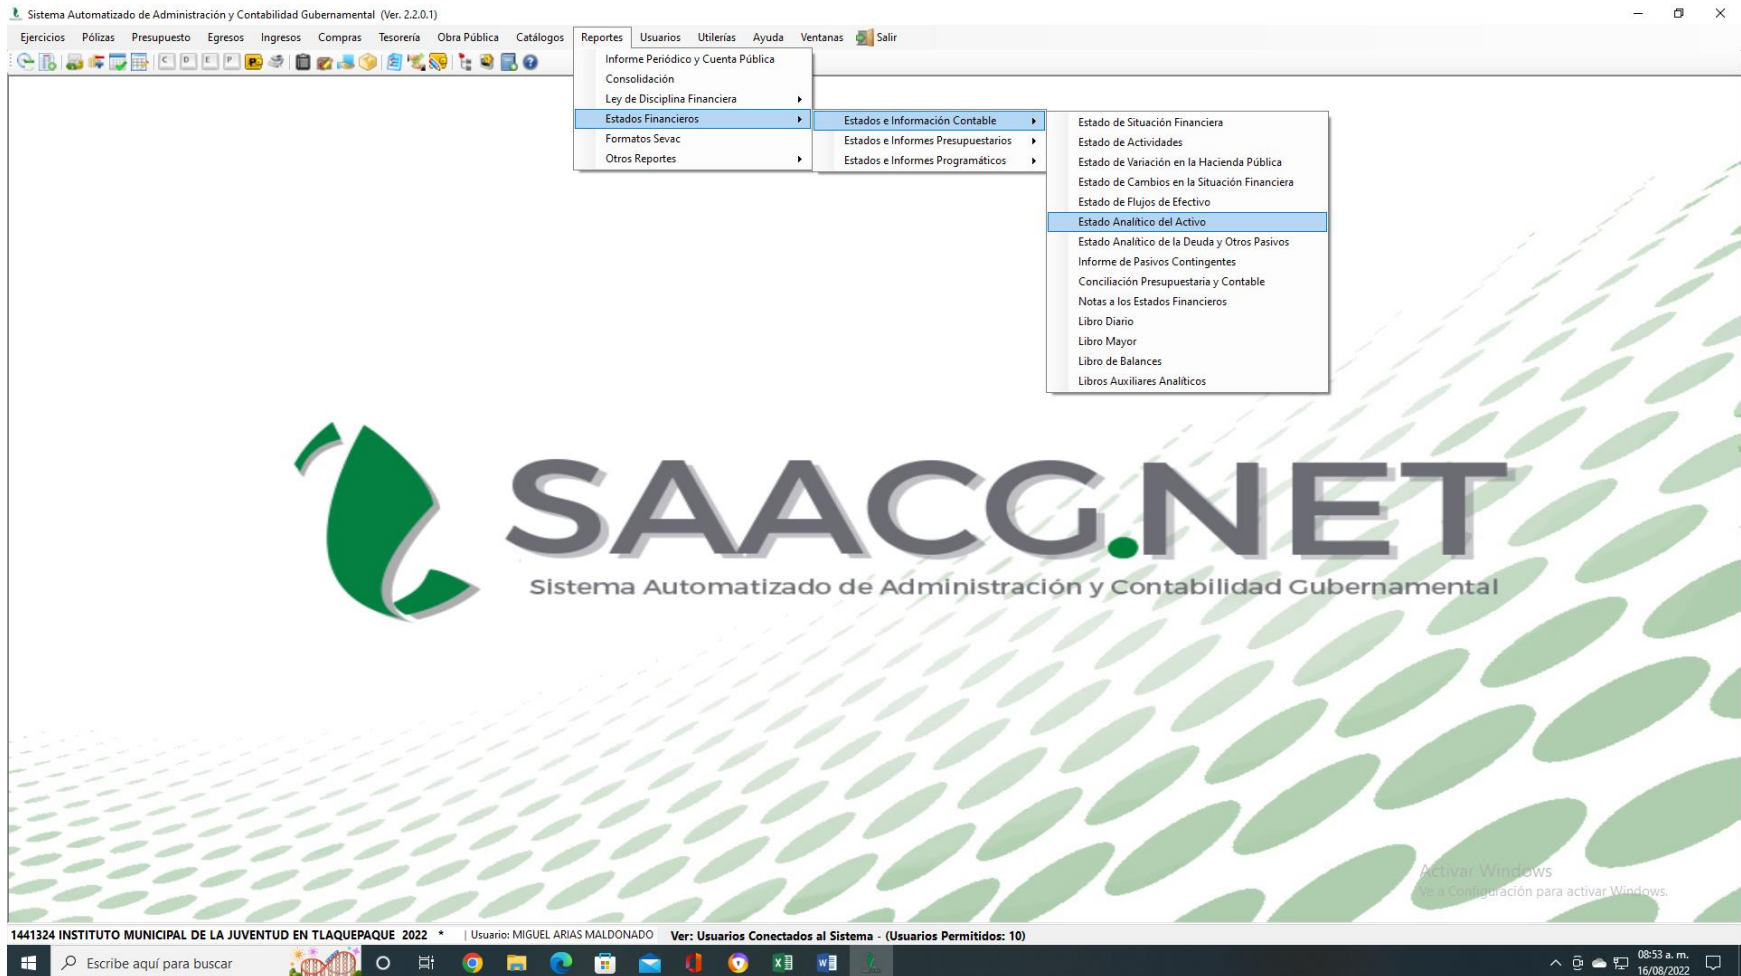 Sistema Automatizado de Administración y Contabilidad Gubernamental (Ver. 2.2.0.1)
Ejercicios Pólizas Presupuesto Egresos Ingresos Compras Tesorería Obra Pública Catálogos Reportes Usuarios Utilerías Ayuda Ventanas Salir
C D E P
Informe Periódico y Cuenta Pública
Consolidación
Ley de Disciplina Financiera
Estados Financieros
Formatos Sevac
Otros Reportes
Estados e Información Contable
Estados e Informes Presupuestarios
Estados e Informes Programáticos
Estado de Situación Financiera
Estado de Actividades
Estado de Variación en la Hacienda Pública
Estado de Cambios en la Situación Financiera
Estado de Flujos de Efectivo
Estado Analítico del Activo
Estado Analítico de la Deuda y Otros Pasivos
Informe de Pasivos Contingentes
Conciliación Presupuestaria y Contable
Notas a los Estados Financieros
Libro Diario
Libro Mayor
Libro de Balances
Libros Auxiliares Analíticos
SAACG.NET
Sistema Automatizado de Administración y Contabilidad Gubernamental
Activar Windows
Ve a Configuración para activar Windows.
1441324 INSTITUTO MUNICIPAL DE LA JUVENTUD EN TLAQUEPAQUE 2022 * | Usuario: MIGUEL ARIAS MALDONADO Ver: Usuarios Conectados al Sistema - (Usuarios Permitidos: 10)
Escribe aquí para buscar
08:53 a. m.
16/08/2022